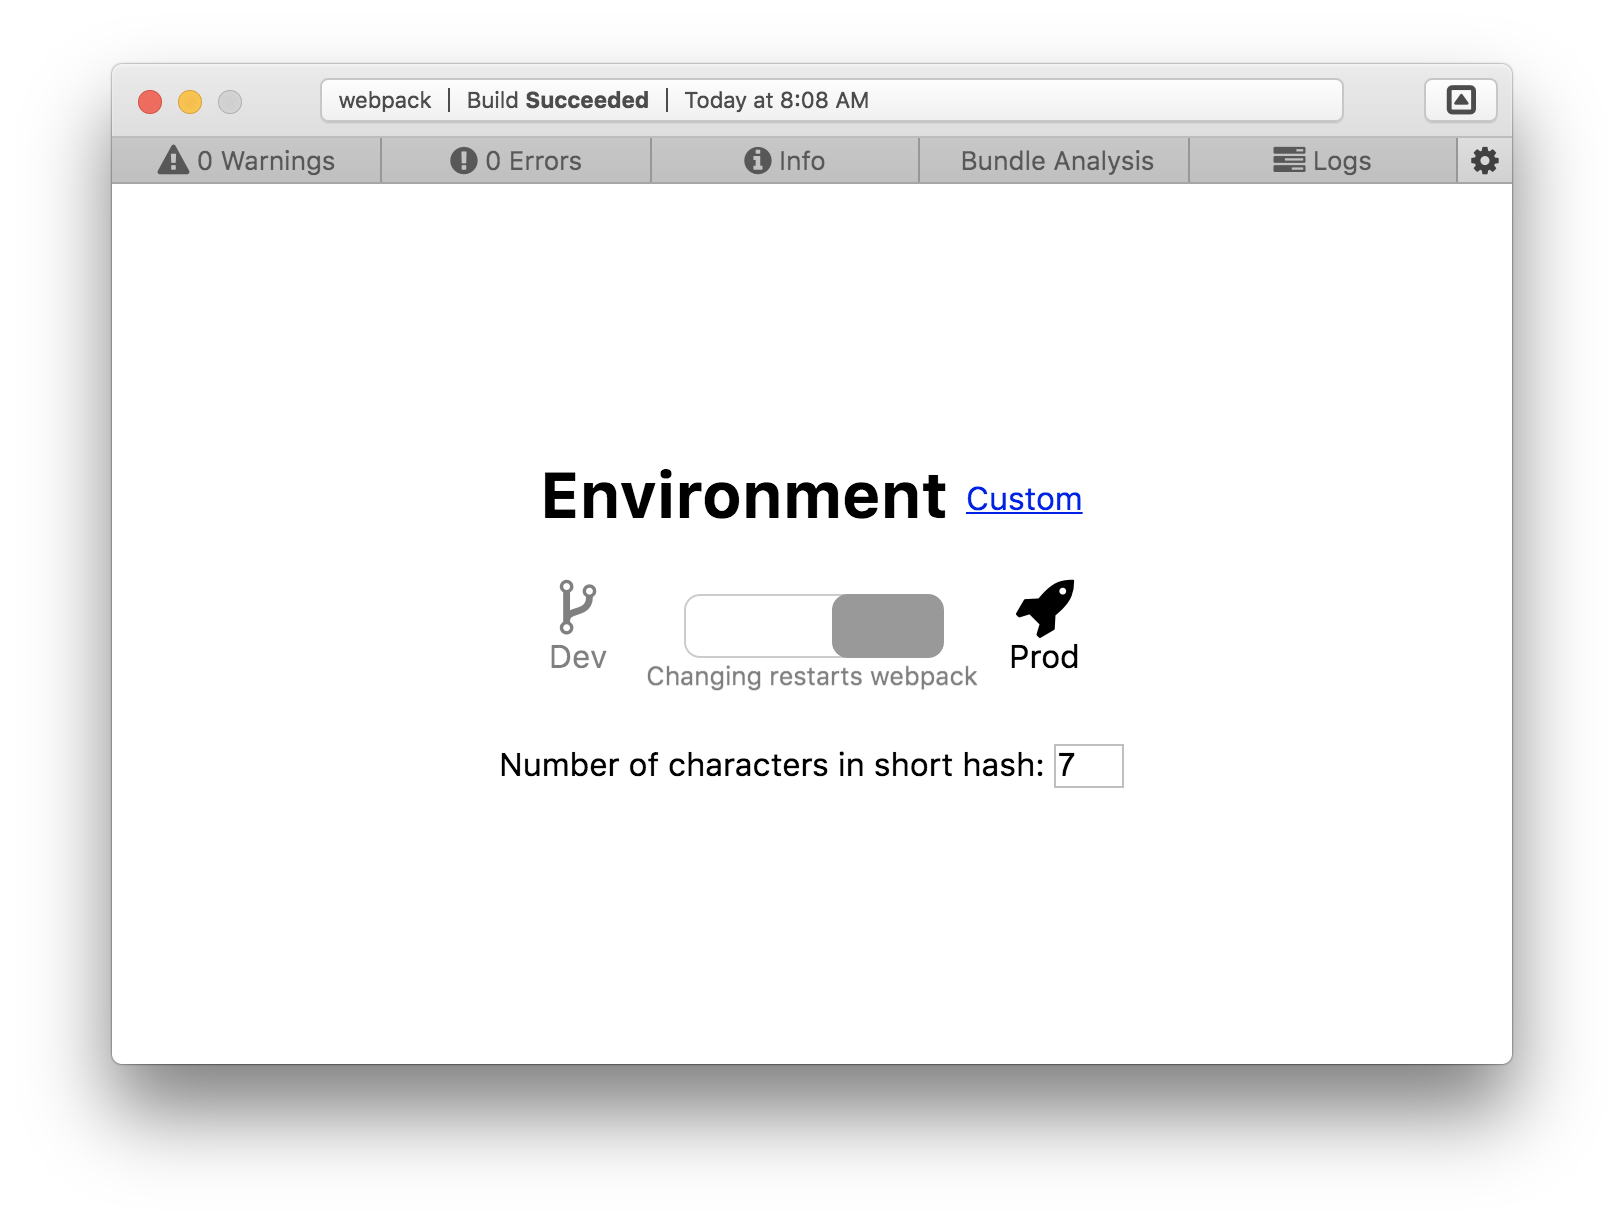 webpack | Build Succeeded | Today at 8:08 AM
0 Warnings 0 Errors Info Bundle Analysis Logs
Environment Custom
Dev Prod
Changing restarts webpack
Number of characters in short hash: 7